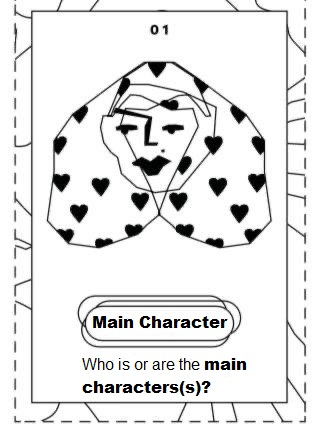 01
Main Character
Who is or are the main
characters(s)?